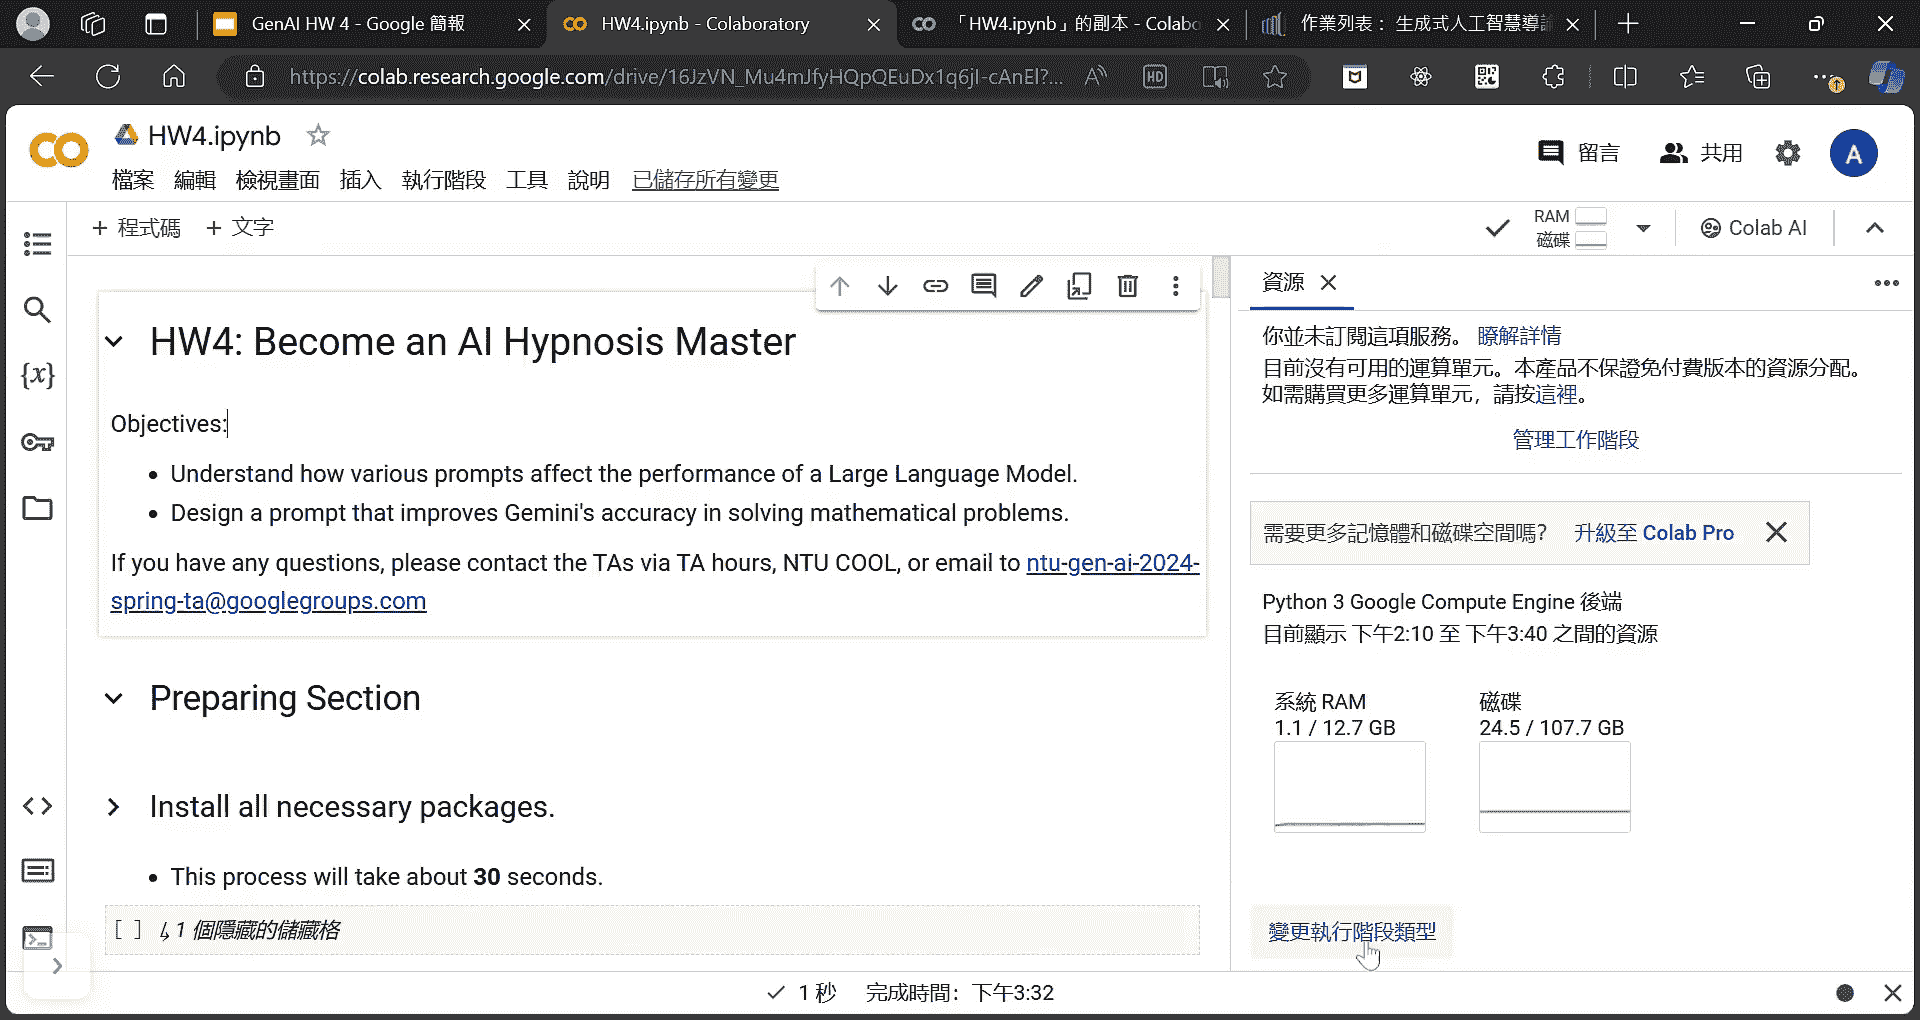 GenAI HW 4 - Google 簡報
HW4.ipynb - Colaboratory
「HW4.ipynb」的副本 - Colabo
作業列表: 生成式人工智慧導論
https://colab.research.google.com/drive/16JzVN_Mu4mJfyHQpQEuDx1q6jI-cAnEl?...
HD
HW4.ipynb
檔案 編輯 檢視畫面 插入 執行階段 工具 說明 已儲存所有變更
留言
共用
A
+ 程式碼 + 文字
RAM
磁碟
Colab AI
HW4: Become an AI Hypnosis Master
Objectives:
• Understand how various prompts affect the performance of a Large Language Model.
• Design a prompt that improves Gemini's accuracy in solving mathematical problems.
If you have any questions, please contact the TAs via TA hours, NTU COOL, or email to ntu-gen-ai-2024-
spring-ta@googlegroups.com
Preparing Section
Install all necessary packages.
• This process will take about 30 seconds.
[ ] ↳ 1 個隱藏的儲藏格
資源
你並未訂閱這項服務。 瞭解詳情
目前沒有可用的運算單元。本產品不保證免付費版本的資源分配。
如需購買更多運算單元，請按這裡。
管理工作階段
需要更多記憶體和磁碟空間嗎？ 升級至 Colab Pro
Python 3 Google Compute Engine 後端
目前顯示 下午2:10 至 下午3:40 之間的資源
系統 RAM
1.1 / 12.7 GB
磁碟
24.5 / 107.7 GB
變更執行階段類型
1 秒 完成時間: 下午3:32